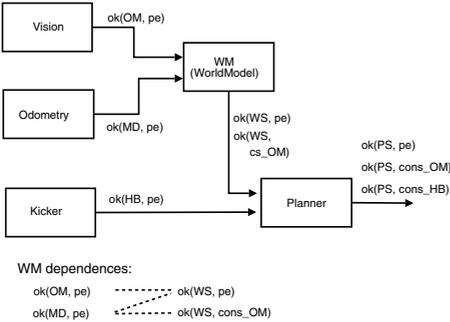 Vision
ok(OM, pe)
WM
(WorldModel)
Odometry
ok(MD, pe)
ok(WS, pe)
ok(WS,
cs_OM)
ok(PS, pe)
ok(PS, cons_OM)
ok(PS, cons_HB)
Kicker
ok(HB, pe)
Planner
WM dependences:
ok(OM, pe) ok(WS, pe)
ok(MD, pe) ok(WS, cons_OM)